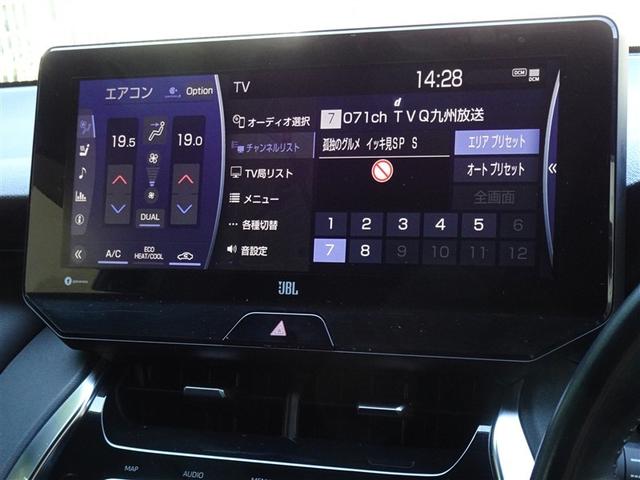 エアコン Option
19.5
19.0
DUAL
A/C
ECO HEAT/COOL
TV
14:28
DCM
DCM
オーディオ選択
チャンネルリスト
TV局リスト
メニュー
各種切替
音設定
7 071ch TVQ九州放送
孤独のグルメ イッキ見SP S
エリア プリセット
オート プリセット
全画面
1 2 3 4 5 6
7 8 9 10 11 12
JBL
MAP
AUDIO